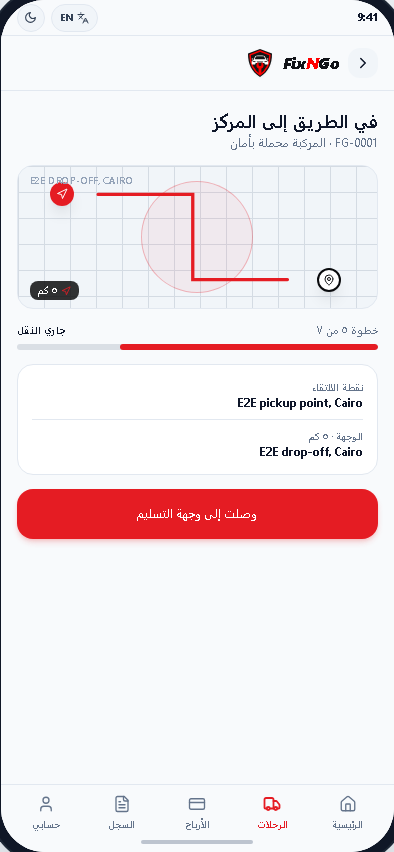 9:41
EN
FixNGo
في الطريق إلى المركز
FG-0001 · المركبة محملة بأمان
E2E DROP-OFF, CAIRO
٥ كم
خطوة ٥ من ٧
جاري النقل
نقطة الالتقاء
E2E pickup point, Cairo
الوجهة · ٥ كم
E2E drop-off, Cairo
وصلت إلى وجهة التسليم
الرئيسية
الرحلات
الأرباح
السجل
حسابي